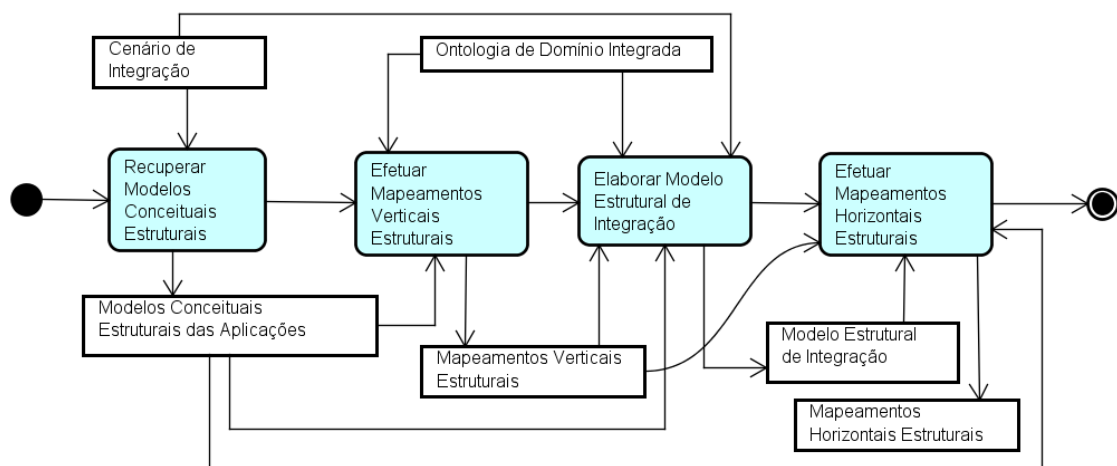 Cenário de
Integração
Ontologia de Domínio Integrada
Recuperar
Modelos
Conceituais
Estruturais
Efetuar
Mapeamentos
Verticais
Estruturais
Elaborar Modelo
Estrutural de
Integração
Efetuar
Mapeamentos
Horizontais
Estruturais
Modelos Conceituais
Estruturais das Aplicações
Mapeamentos Verticais
Estruturais
Modelo Estrutural
de Integração
Mapeamentos
Horizontais Estruturais